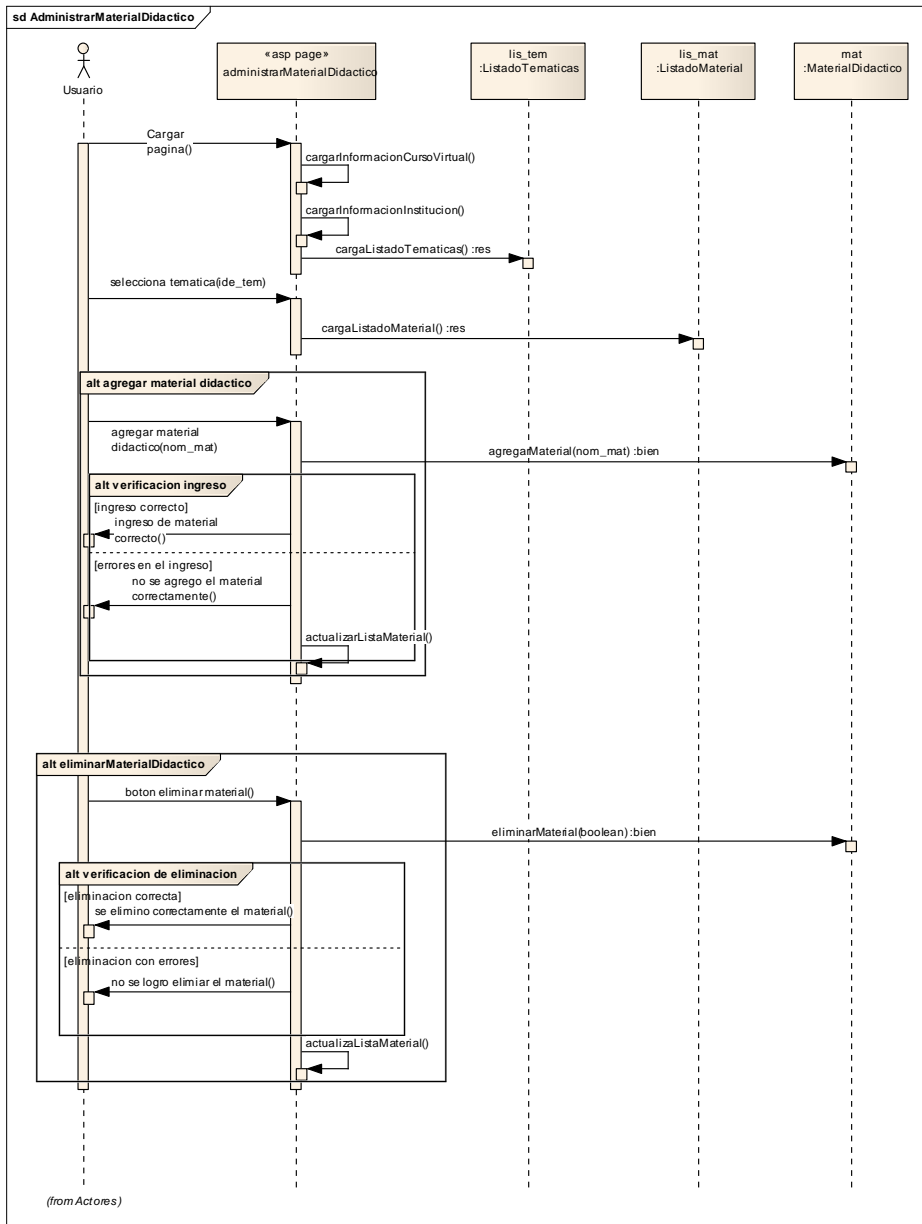 sd AdministrarMaterialDidactico
Usuario
«asp page»
administrarMaterialDidactico
lis_tem
:ListadoTematicas
lis_mat
:ListadoMaterial
mat
:MaterialDidactico
Cargar
pagina()
cargarInformacionCursoVirtual()
cargarInformacionInstitucion()
cargaListadoTematicas() :res
selecciona tematica(ide_tem)
cargaListadoMaterial() :res
alt agregar material didactico
agregar material
didactico(nom_mat)
agregarMaterial(nom_mat) :bien
alt verificacion ingreso
[ingreso correcto]
ingreso de material
correcto()
[errores en el ingreso]
no se agrego el material
correctamente()
actualizarListaMaterial()
alt eliminarMaterialDidactico
boton eliminar material()
eliminarMaterial(boolean) :bien
alt verificacion de eliminacion
[eliminacion correcta]
se elimino correctamente el material()
[eliminacion con errores]
no se logro elimiar el material()
actualizaListaMaterial()
(from Actores)